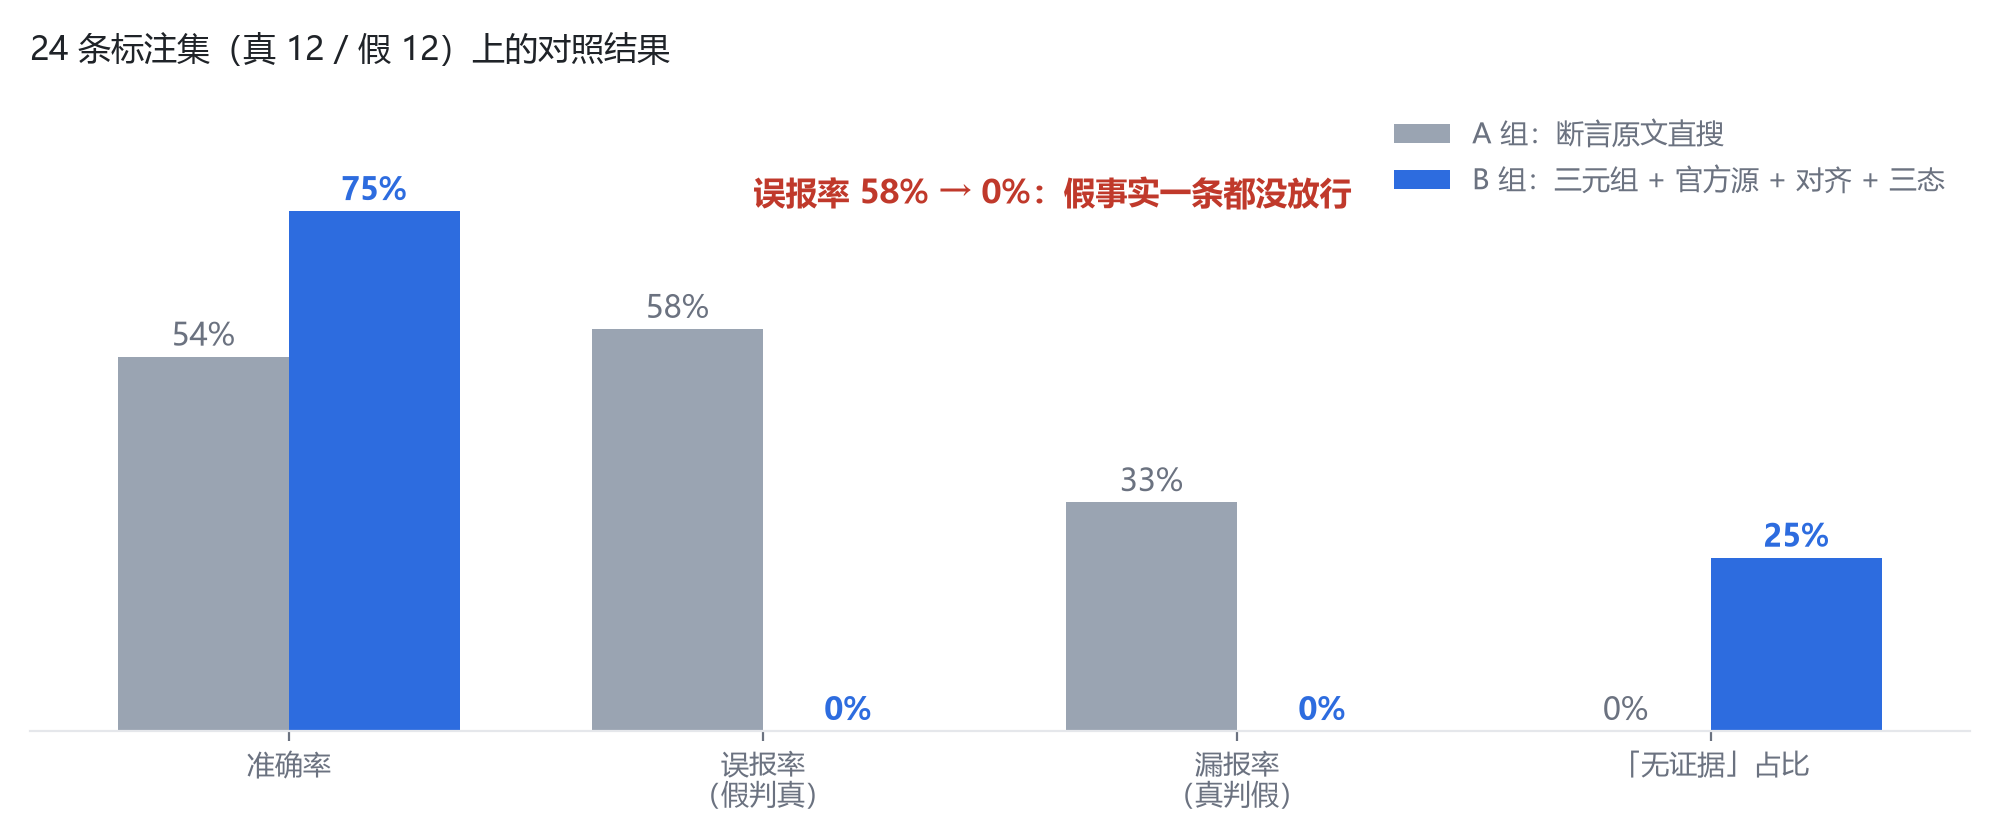 24 条标注集（真 12 / 假 12）上的对照结果
A 组：断言原文直搜
B 组：三元组 + 官方源 + 对齐 + 三态
误报率 58% → 0%：假事实一条都没放行
54%
75%
58%
0%
33%
0%
0%
25%
准确率
误报率
（假判真）
漏报率
（真判假）
「无证据」占比